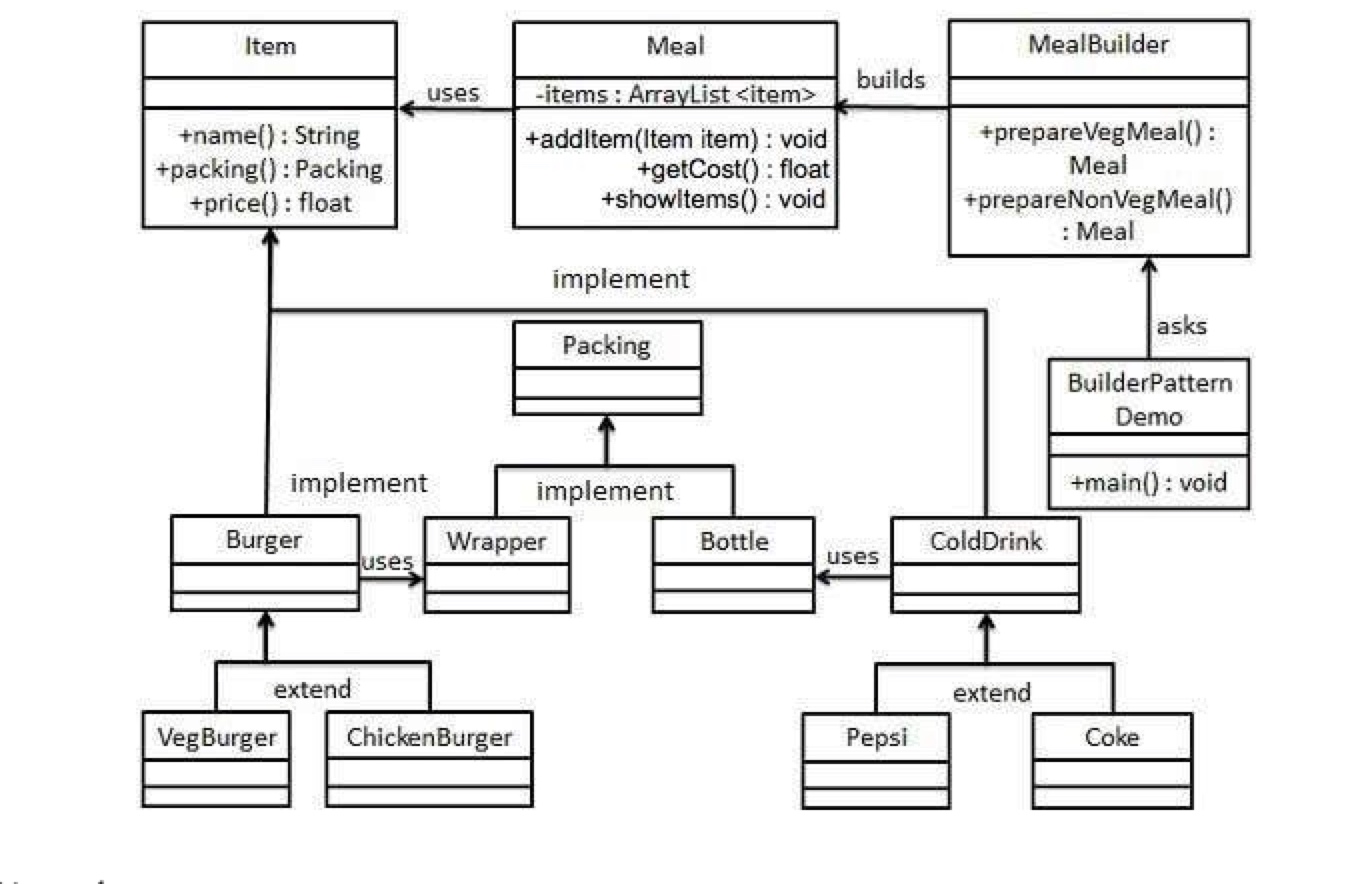 Item
+name() : String
+packing() : Packing
+price() : float
uses
Meal
-items : ArrayList <item>
+addItem(Item item) : void
+getCost() : float
+showItems() : void
builds
MealBuilder
+prepareVegMeal() :
Meal
+prepareNonVegMeal()
: Meal
implement
asks
Packing
BuilderPattern
Demo
+main() : void
implement
implement
Burger
uses
Wrapper
Bottle
uses
ColdDrink
extend
extend
VegBurger
ChickenBurger
Pepsi
Coke